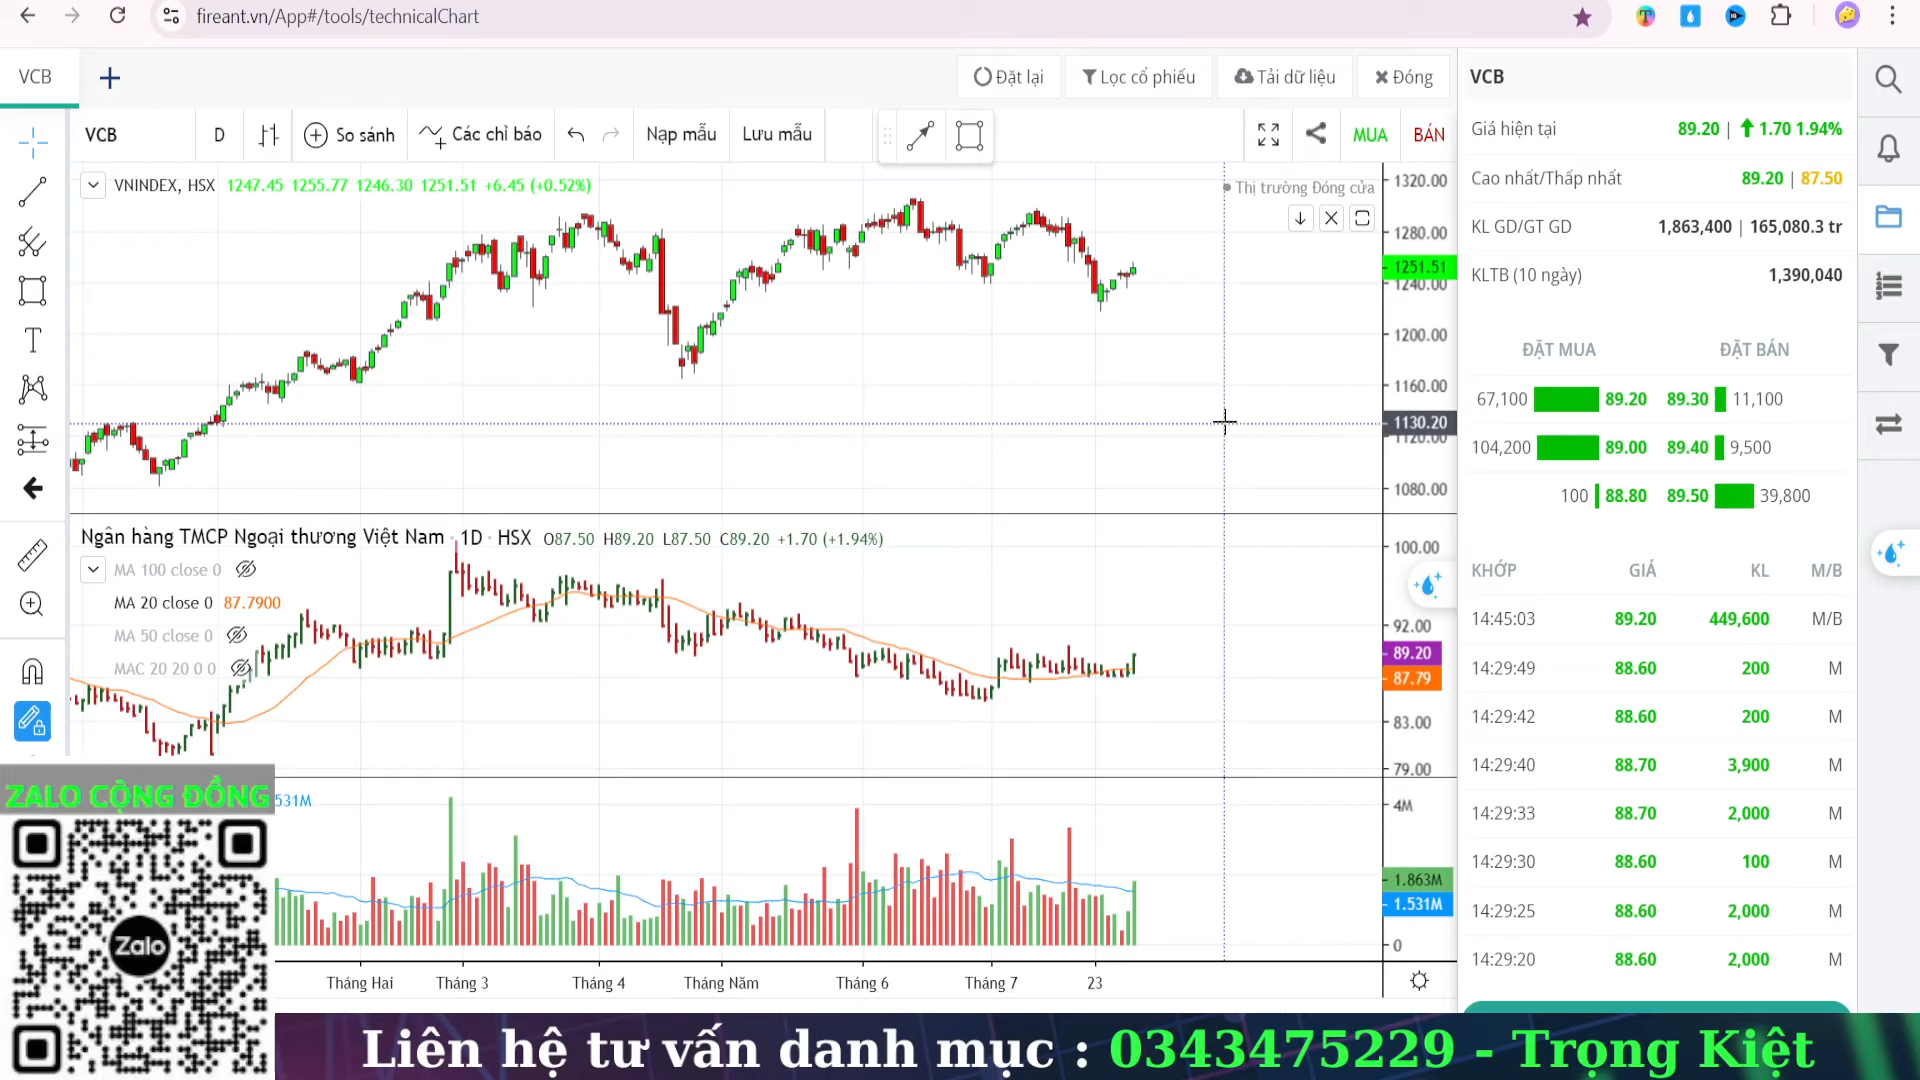 fireant.vn/App#/tools/technicalChart
VCB
Đặt lại
Lọc cổ phiếu
Tải dữ liệu
Đóng
VCB
VCB
D
So sánh
Các chỉ báo
Nạp mẫu
Lưu mẫu
MUA
BÁN
VNINDEX, HSX 1247.45 1255.77 1246.30 1251.51 +6.45 (+0.52%)
Thị trường Đóng cửa
1320.00
1280.00
1251.51
1240.00
1200.00
1160.00
1130.20
1120.00
1080.00
Ngân hàng TMCP Ngoại thương Việt Nam · 1D · HSX O87.50 H89.20 L87.50 C89.20 +1.70 (+1.94%)
MA 100 close 0
MA 20 close 0 87.7900
MA 50 close 0
MAC 20 20 0 0
100.00
92.00
89.20
87.79
83.00
79.00
531M
4M
1.863M
1.531M
0
Tháng Hai
Tháng 3
Tháng 4
Tháng Năm
Tháng 6
Tháng 7
23
Giá hiện tại 89.20 | 1.70 1.94%
Cao nhất/Thấp nhất 89.20 | 87.50
KL GD/GT GD 1,863,400 | 165,080.3 tr
KLTB (10 ngày) 1,390,040
ĐẶT MUA ĐẶT BÁN
67,100 89.20 89.30 11,100
104,200 89.00 89.40 9,500
100 88.80 89.50 39,800
KHỚP GIÁ KL M/B
14:45:03 89.20 449,600 M/B
14:29:49 88.60 200 M
14:29:42 88.60 200 M
14:29:40 88.70 3,900 M
14:29:33 88.70 2,000 M
14:29:30 88.60 100 M
14:29:25 88.60 2,000 M
14:29:20 88.60 2,000 M
ZALO CỘNG ĐỒNG
Zalo
Liên hệ tư vấn danh mục : 0343475229 - Trọng Kiệt